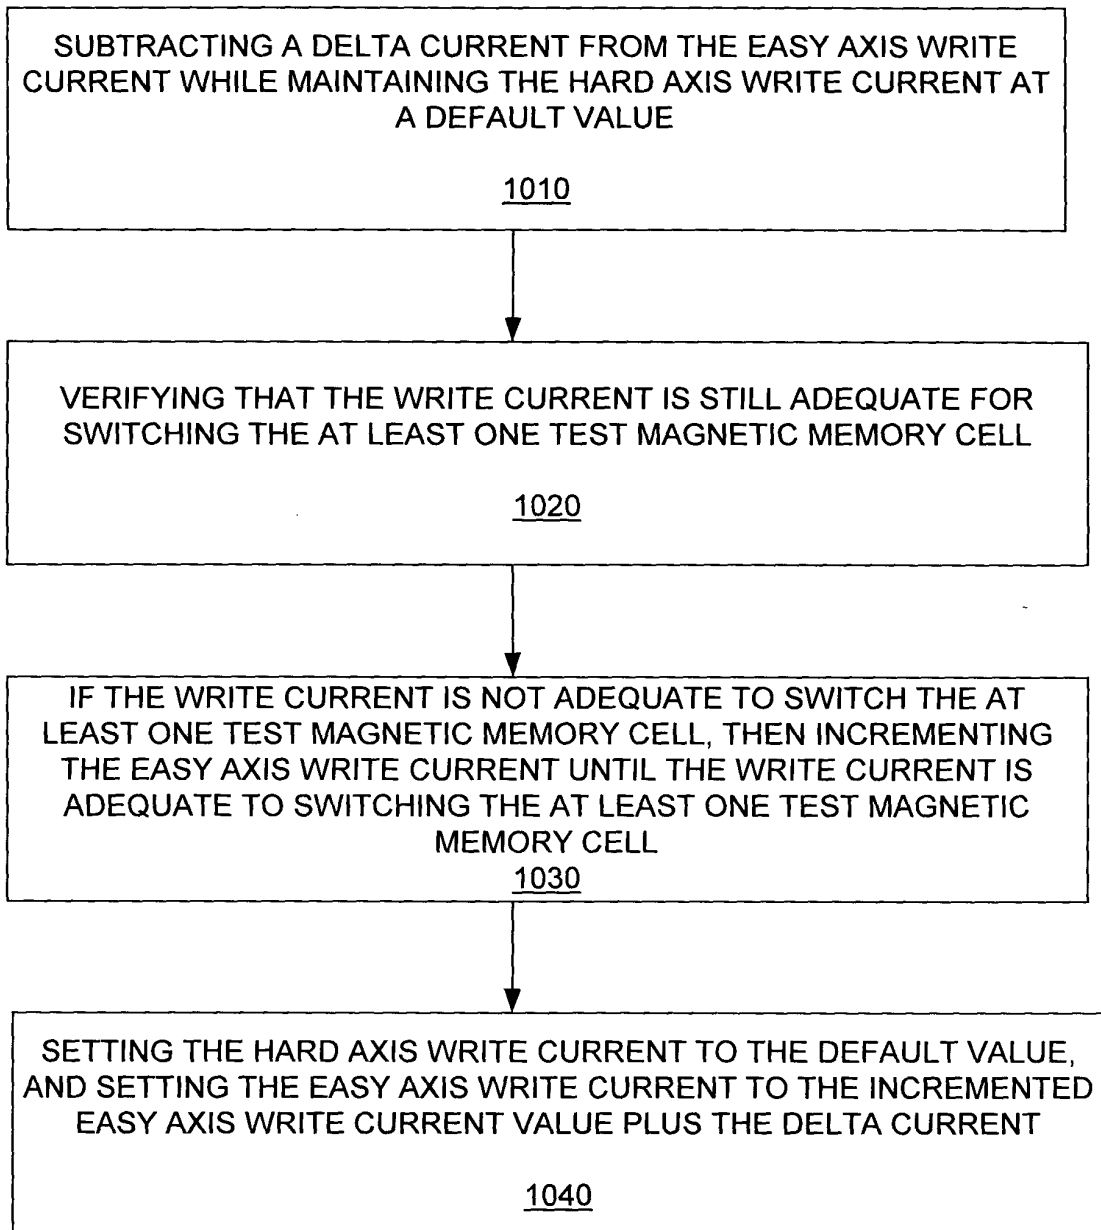 SUBTRACTING A DELTA CURRENT FROM THE EASY AXIS WRITE
CURRENT WHILE MAINTAINING THE HARD AXIS WRITE CURRENT AT
A DEFAULT VALUE
1010
VERIFYING THAT THE WRITE CURRENT IS STILL ADEQUATE FOR
SWITCHING THE AT LEAST ONE TEST MAGNETIC MEMORY CELL
1020
IF THE WRITE CURRENT IS NOT ADEQUATE TO SWITCH THE AT
LEAST ONE TEST MAGNETIC MEMORY CELL, THEN INCREMENTING
THE EASY AXIS WRITE CURRENT UNTIL THE WRITE CURRENT IS
ADEQUATE TO SWITCHING THE AT LEAST ONE TEST MAGNETIC
MEMORY CELL
1030
SETTING THE HARD AXIS WRITE CURRENT TO THE DEFAULT VALUE,
AND SETTING THE EASY AXIS WRITE CURRENT TO THE INCREMENTED
EASY AXIS WRITE CURRENT VALUE PLUS THE DELTA CURRENT
1040